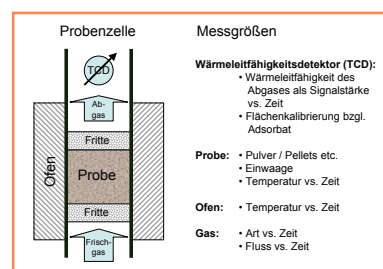 Probenzelle
TCD
Ab-
gas
Fritte
Ofen
Probe
Fritte
Frisch-
gas
Messgrößen
Wärmeleitfähigkeitsdetektor (TCD):
• Wärmeleitfähigkeit des
Abgases als Signalstärke
vs. Zeit
• Flächenkalibrierung bzgl.
Adsorbat
Probe: • Pulver / Pellets etc.
• Einwaage
• Temperatur vs. Zeit
Ofen: • Temperatur vs. Zeit
Gas: • Art vs. Zeit
• Fluss vs. Zeit